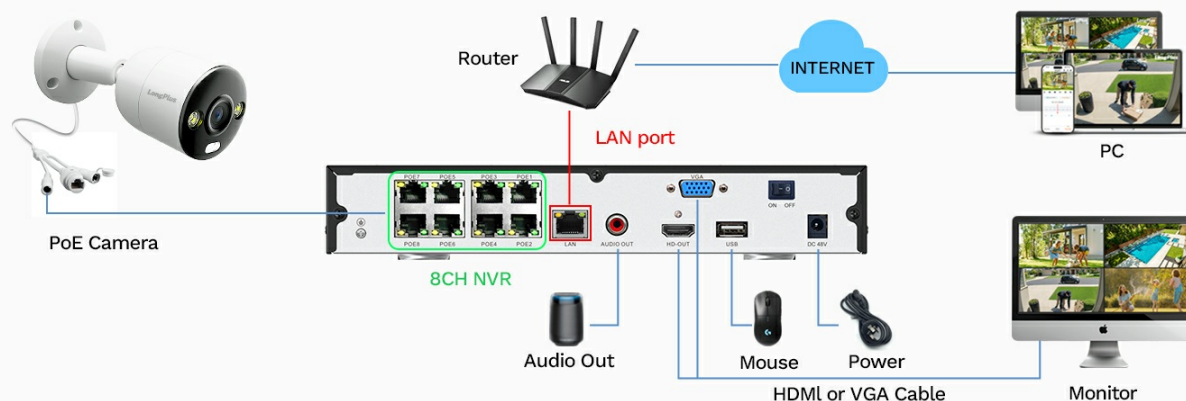 Router
INTERNET
LAN port
PC
LongPlus
PoE Camera
POE7 POE5 POE3 POE1
VGA
ON OFF
POE8 POE6 POE4 POE2
LAN
AUDIO OUT
HD-OUT
USB
DC 48V
8CH NVR
Audio Out
Mouse
Power
HDMl or VGA Cable
Monitor